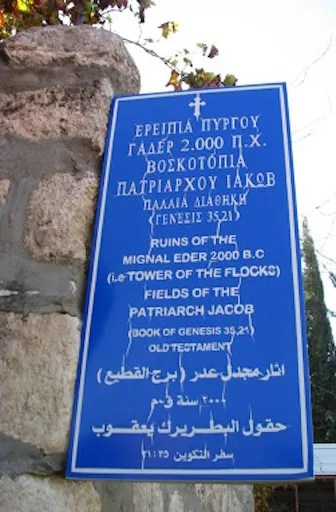 ΕΡΕΙΠΙΑ ΠΥΡΓΟΥ
ΓΑΔΕΡ 2.000 Π.Χ.
ΒΟΣΚΟΤΟΠΙΑ
ΠΑΤΡΙΑΡΧΟΥ ΙΑΚΩΒ
ΠΑΛΑΙΑ ΔΙΑΘΗΚΗ
(ΓΕΝΕΣΙΣ 35,21)
RUINS OF THE
MIGNAL EDER 2000 B.C
(i.e TOWER OF THE FLOCKS)
FIELDS OF THE
PATRIARCH JACOB
(BOOK OF GENESIS 35,21)
OLD TESTAMENT
اثار مجدل عدر ( برج القطيع )
٢٠٠٠ سنة ق.م
حقول البطريرك يعقوب
سفر التكوين ٢١:٣٥